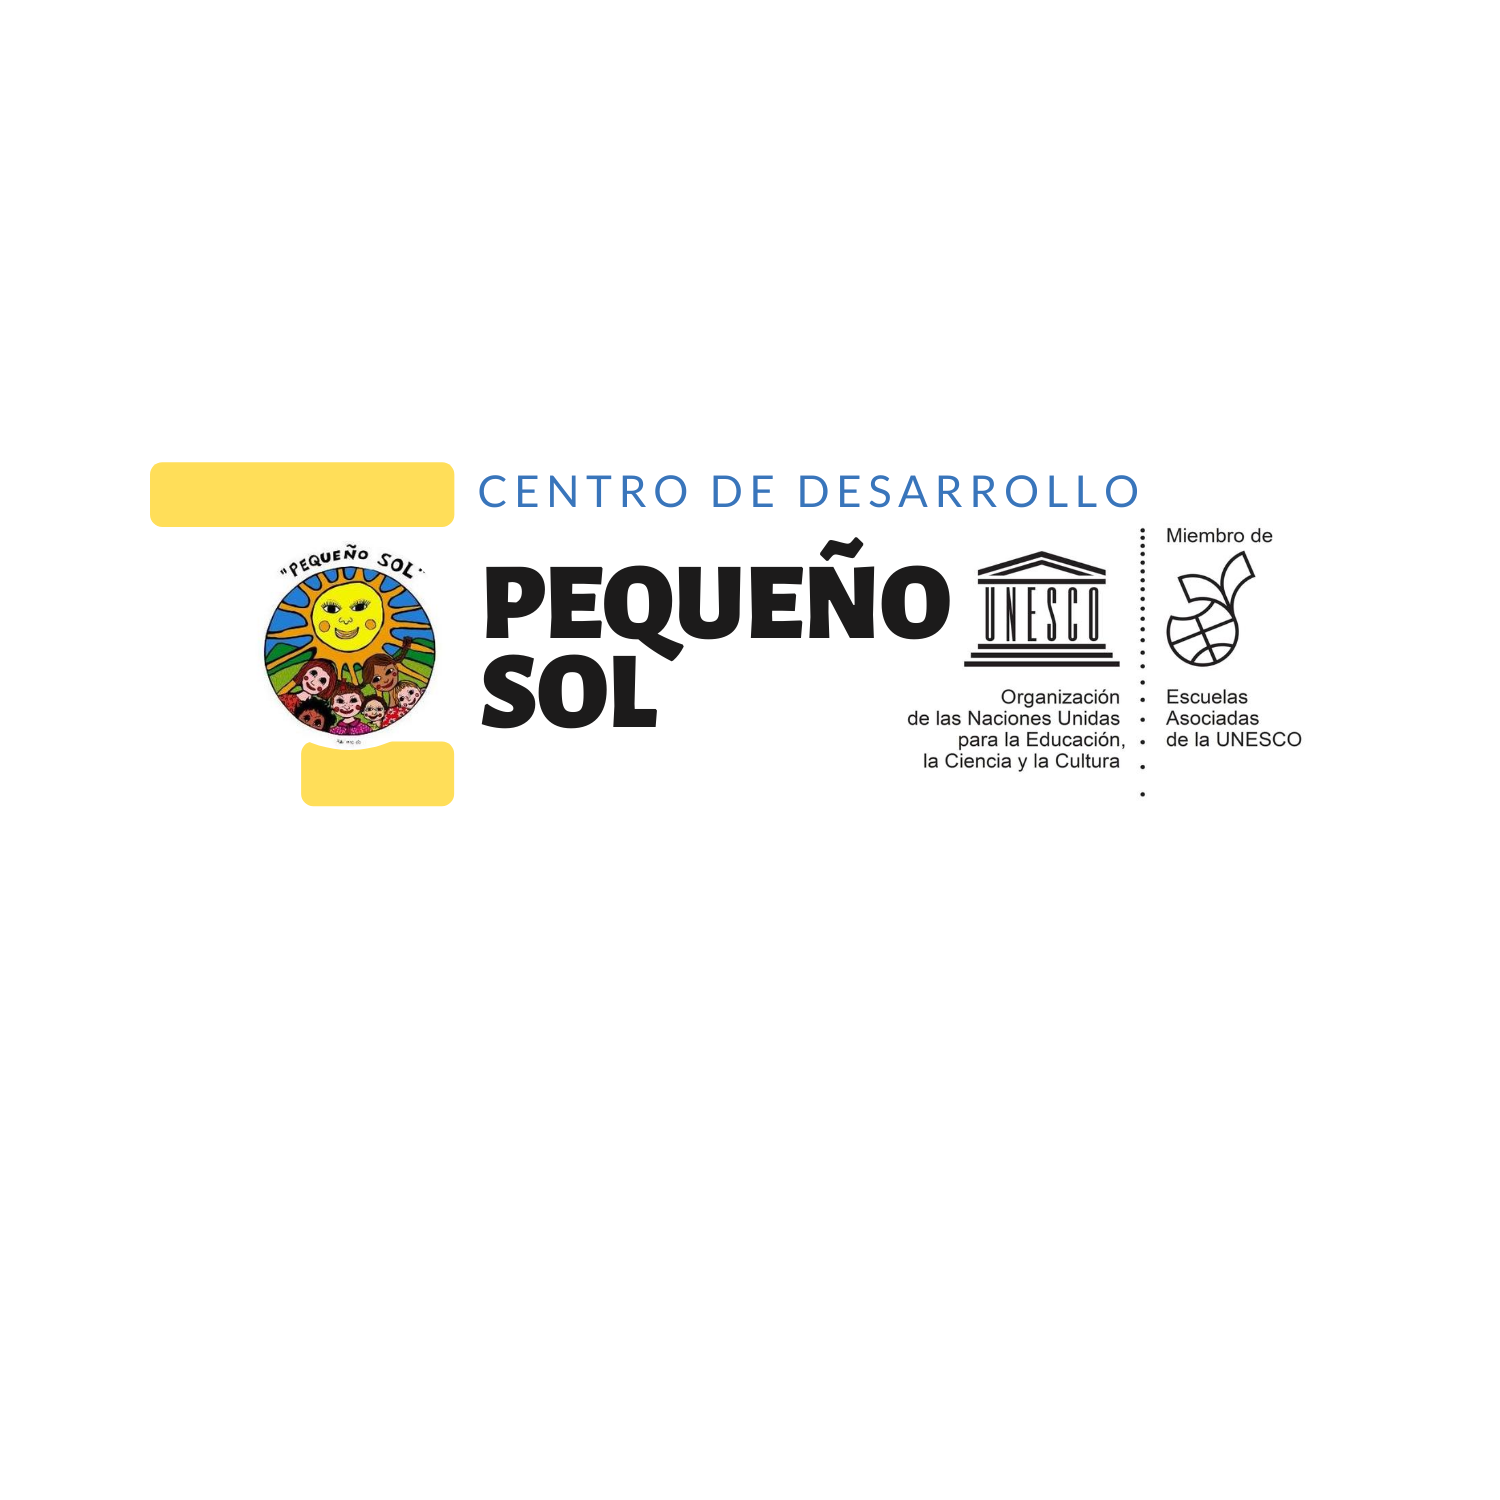 CENTRO DE DESARROLLO
"PEQUEÑO SOL"
PEQUEÑO
SOL
UNESCO
Organización
de las Naciones Unidas
para la Educación,
la Ciencia y la Cultura
Miembro de
Escuelas
Asociadas
de la UNESCO